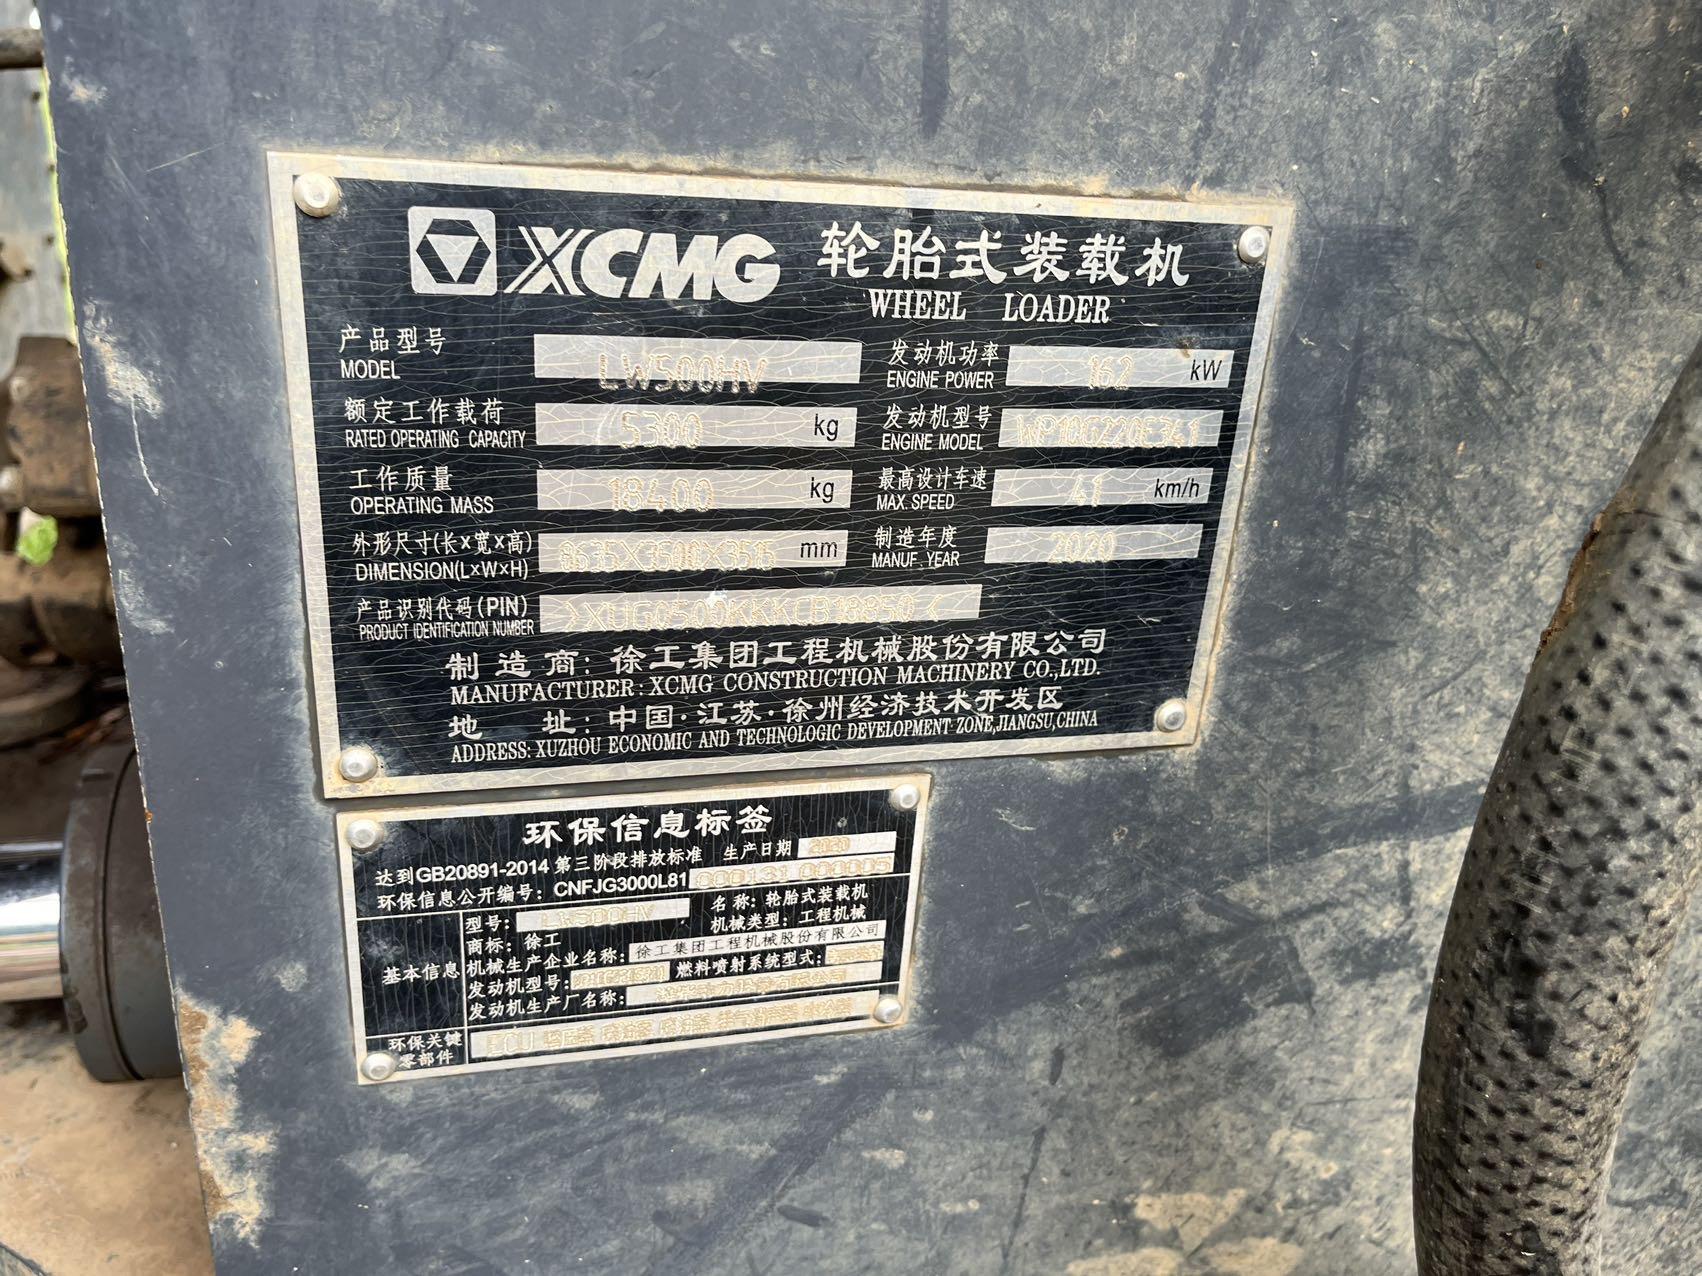 XCMG 轮胎式装载机
WHEEL LOADER
产品型号 MODEL LW500HV
发动机功率 ENGINE POWER 162 kW
额定工作载荷 RATED OPERATING CAPACITY 5300 kg
发动机型号 ENGINE MODEL WP10G220E341
工作质量 OPERATING MASS 18400 kg
最高设计车速 MAX. SPEED 41 km/h
外形尺寸(长×宽×高) DIMENSION(L×W×H) 8635×3500×3515 mm
制造年度 MANUF. YEAR 2020
产品识别代码(PIN) PRODUCT IDENTIFICATION NUMBER
制造商:徐工集团工程机械股份有限公司
MANUFACTURER: XCMG CONSTRUCTION MACHINERY CO.,LTD.
地 址:中国·江苏·徐州经济技术开发区
ADDRESS: XUZHOU ECONOMIC AND TECHNOLOGIC DEVELOPMENT ZONE,JIANGSU,CHINA
环保信息标签
达到GB20891-2014 第三阶段排放标准 生产日期 2020
环保信息公开编号: CNFJG3000L81 000131 000005
基本信息
型号: LW500HV 名称: 轮胎式装载机
商标: 徐工 机械类型: 工程机械
机械生产企业名称: 徐工集团工程机械股份有限公司
发动机型号: 燃料喷射系统型式:
发动机生产厂名称:
环保关键零部件 ECU